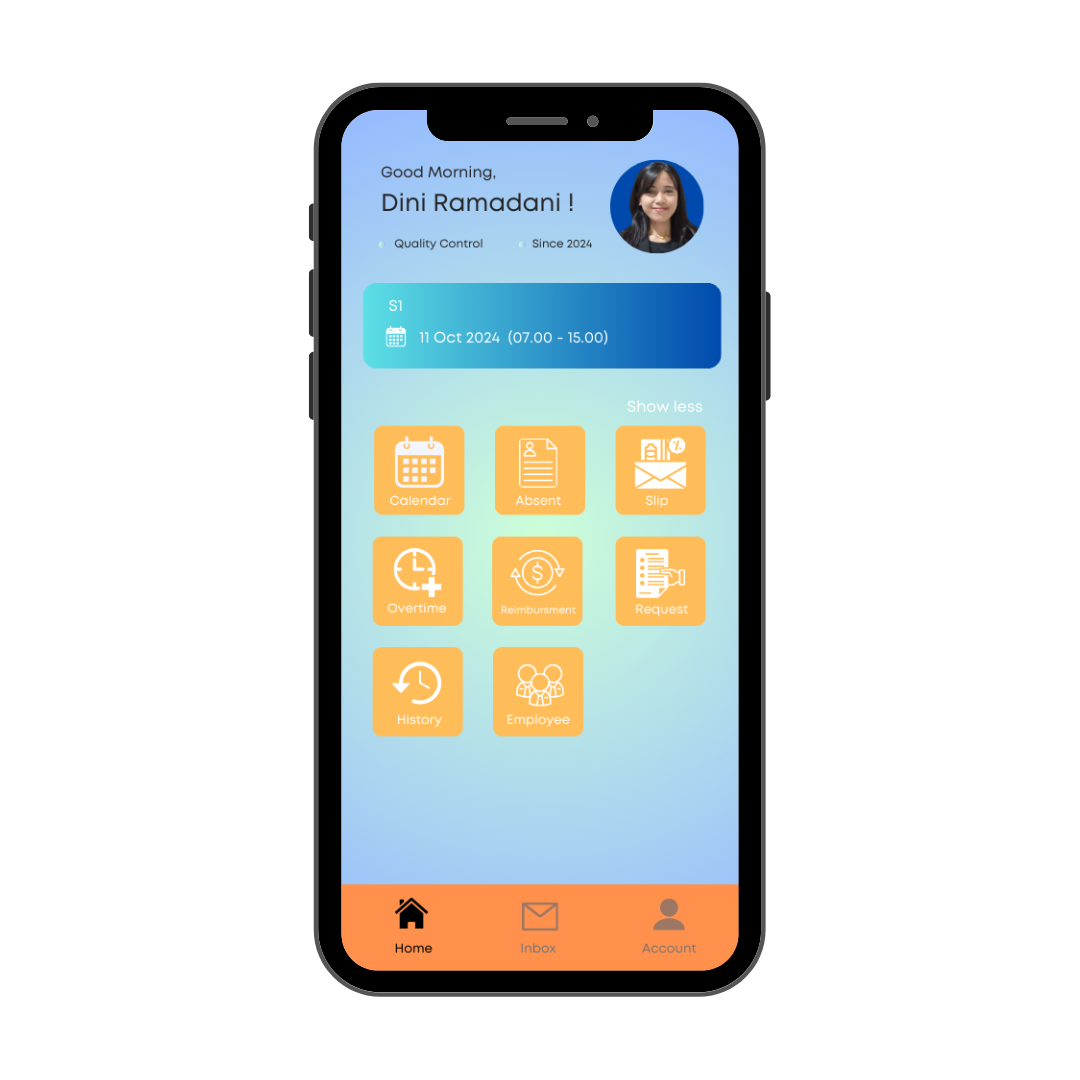 Good Morning,
Dini Ramadani !
Quality Control
Since 2024
S1
11 Oct 2024 (07.00 - 15.00)
Show less
Calendar
Absent
Slip
Overtime
Reimbursment
Request
History
Employee
Home
Inbox
Account